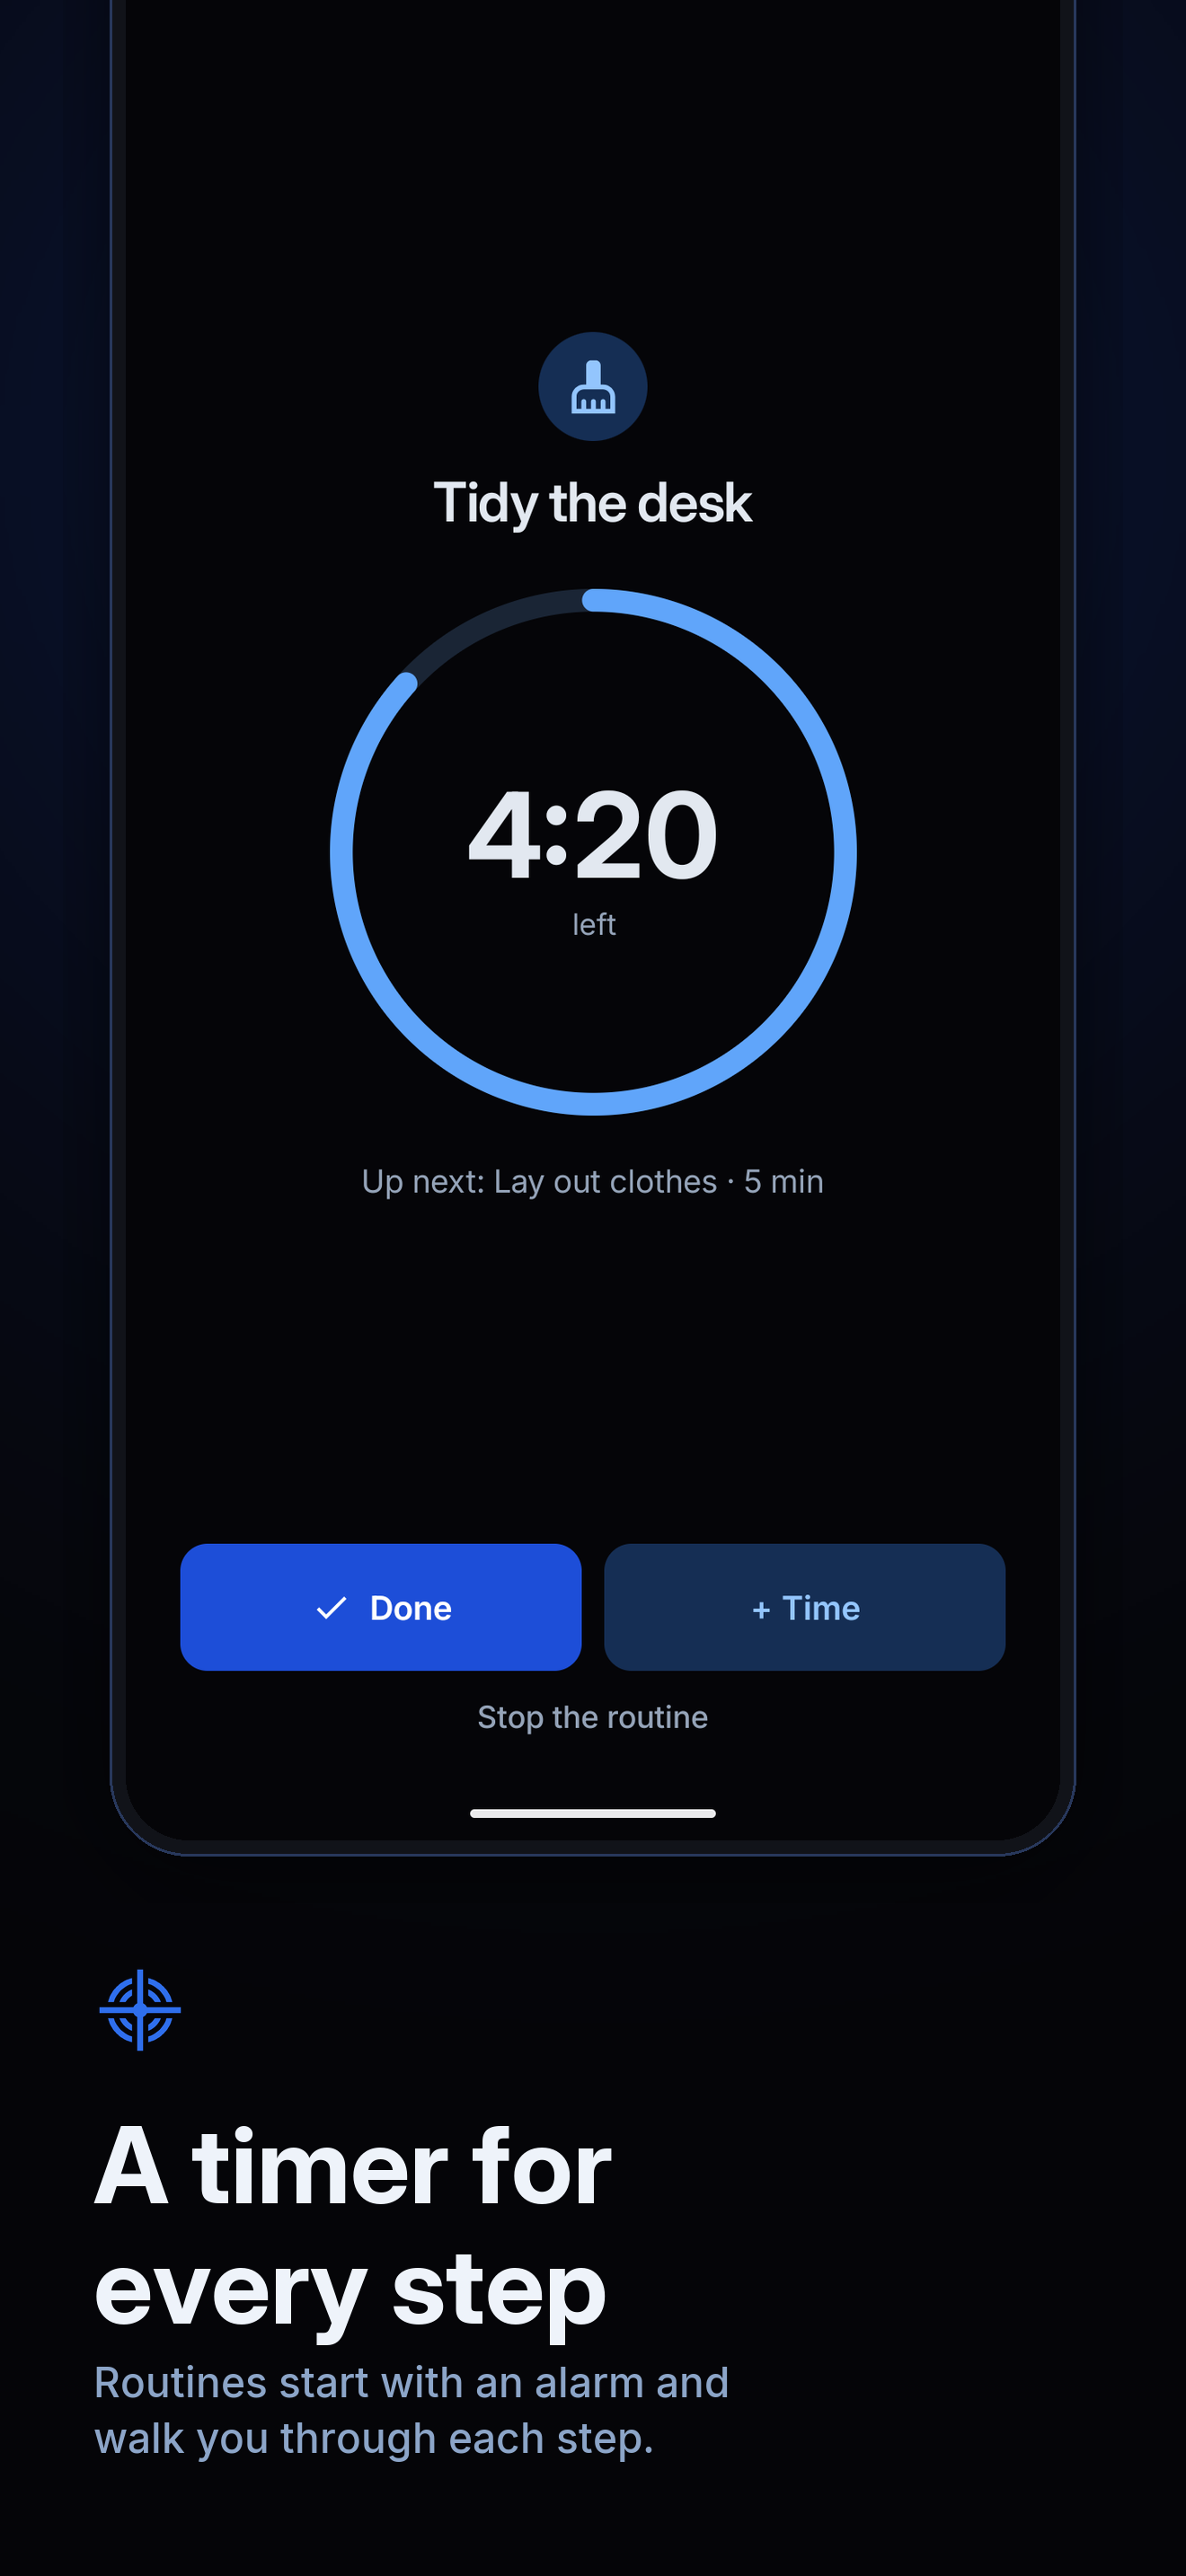 Tidy the desk
4:20
left
Up next: Lay out clothes · 5 min
Done
+ Time
Stop the routine
A timer for
every step
Routines start with an alarm and
walk you through each step.